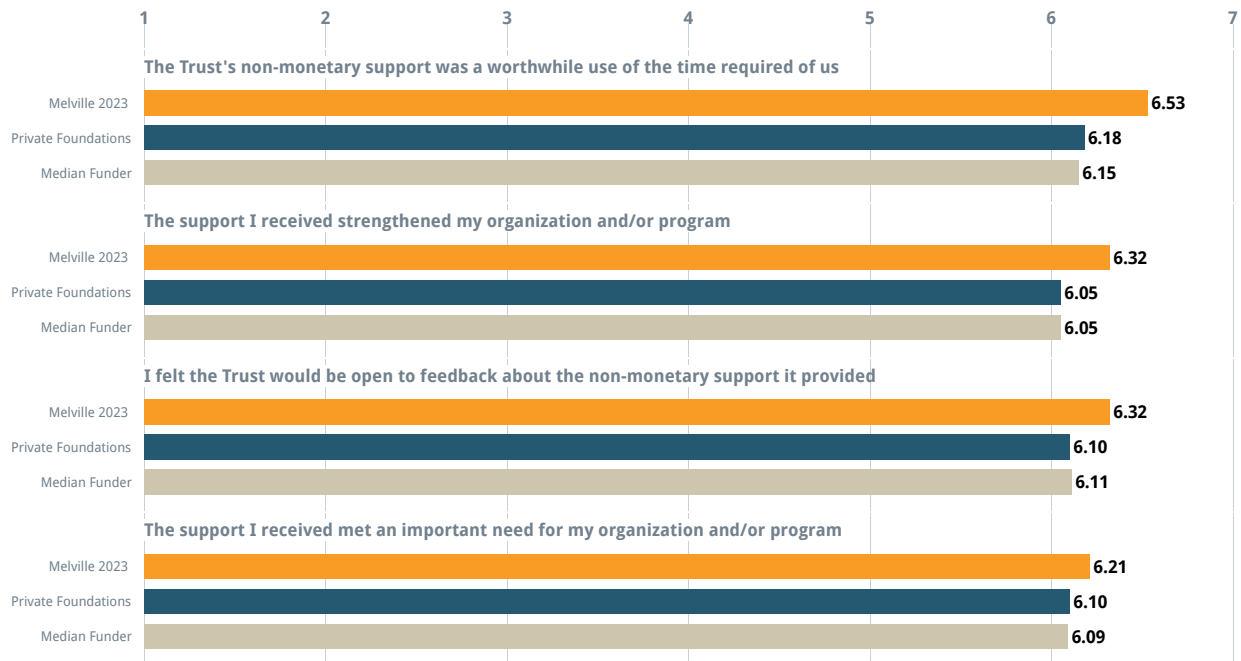 1 2 3 4 5 6 7
The Trust's non-monetary support was a worthwhile use of the time required of us
Melville 2023 6.53
Private Foundations 6.18
Median Funder 6.15
The support I received strengthened my organization and/or program
Melville 2023 6.32
Private Foundations 6.05
Median Funder 6.05
I felt the Trust would be open to feedback about the non-monetary support it provided
Melville 2023 6.32
Private Foundations 6.10
Median Funder 6.11
The support I received met an important need for my organization and/or program
Melville 2023 6.21
Private Foundations 6.10
Median Funder 6.09